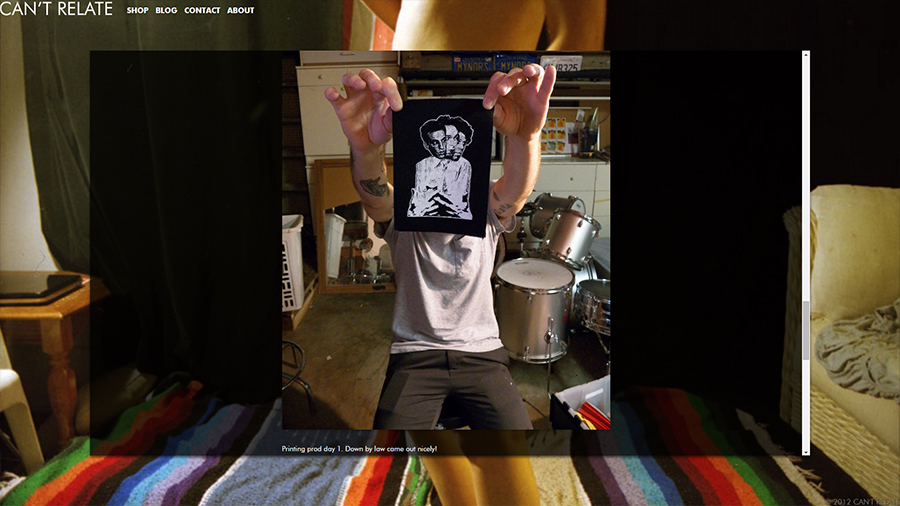 CAN'T RELATE
SHOP BLOG CONTACT ABOUT
MYNORS
Printing prod day 1. Down by law came out nicely!
© 2012 CAN'T RELATE